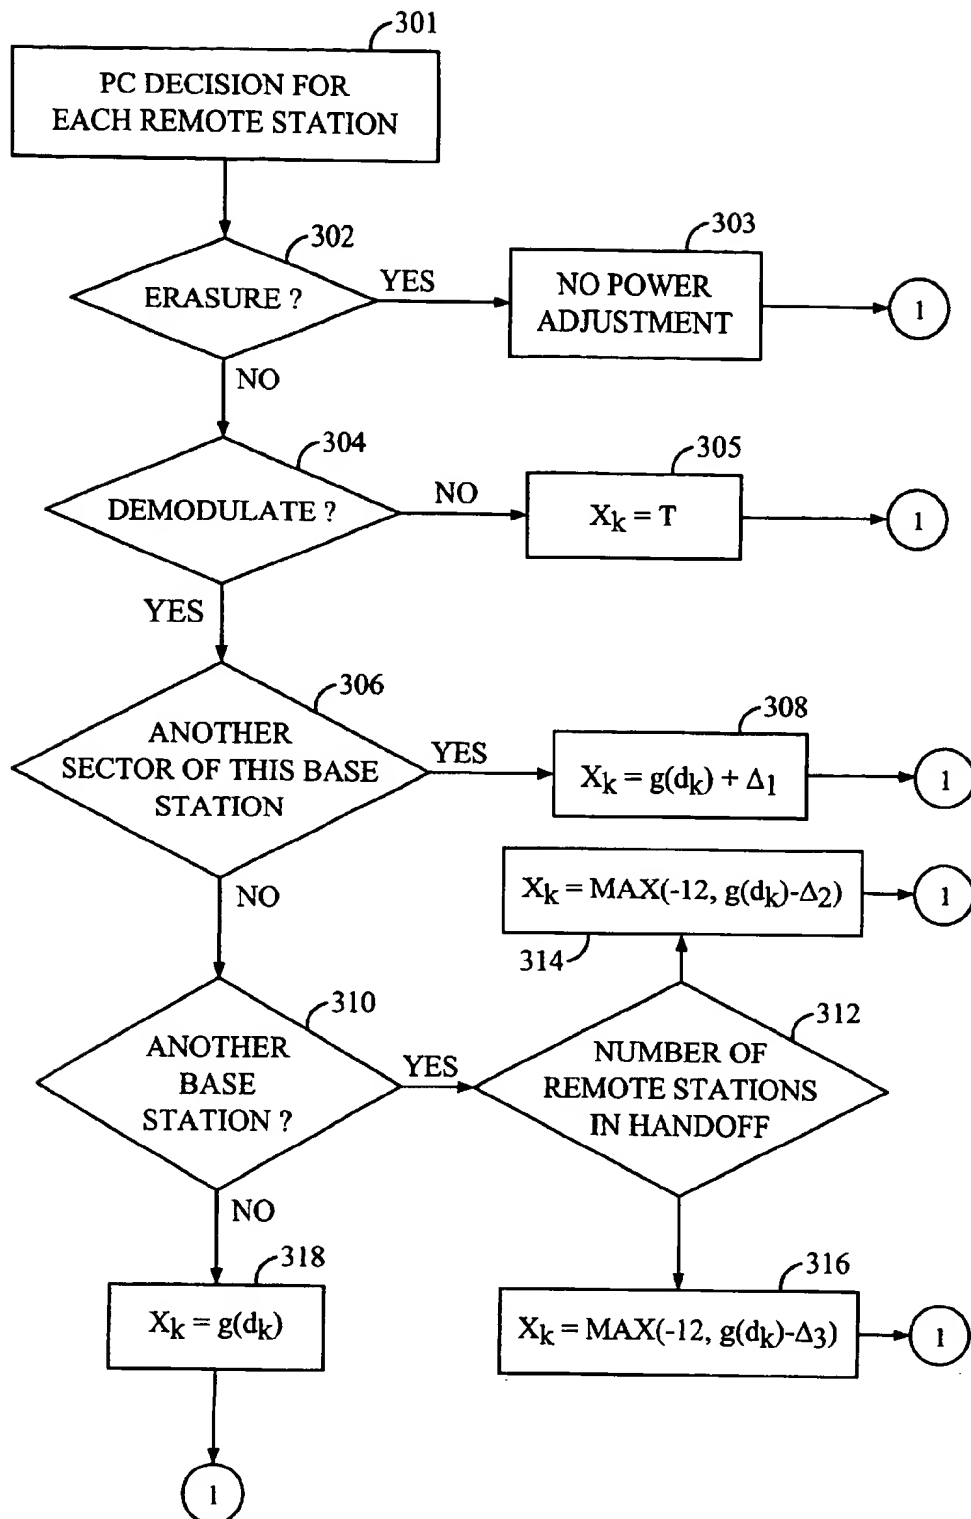 301
PC DECISION FOR
EACH REMOTE STATION
302
ERASURE ?
YES
303
NO POWER
ADJUSTMENT
1
NO
304
DEMODULATE ?
NO
305
Xk = T
1
YES
306
ANOTHER
SECTOR OF THIS BASE
STATION
YES
308
Xk = g(dk) + Δ1
1
NO
Xk = MAX(-12, g(dk)-Δ2)
1
314
310
ANOTHER
BASE
STATION ?
YES
312
NUMBER OF
REMOTE STATIONS
IN HANDOFF
NO
318
Xk = g(dk)
316
Xk = MAX(-12, g(dk)-Δ3)
1
1